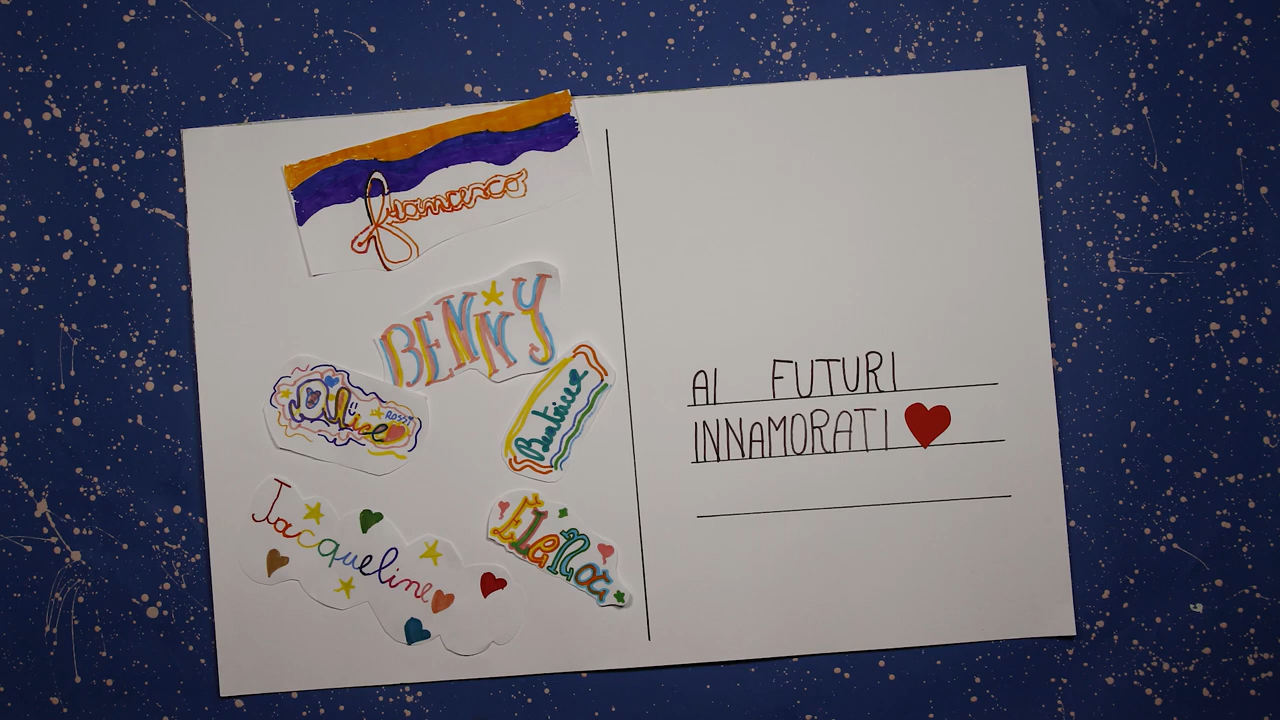 francesco
BENNY
Alice
ROSSI
Beatrice
Jacqueline
ELeNa
AI FUTURI
INNAMORATI